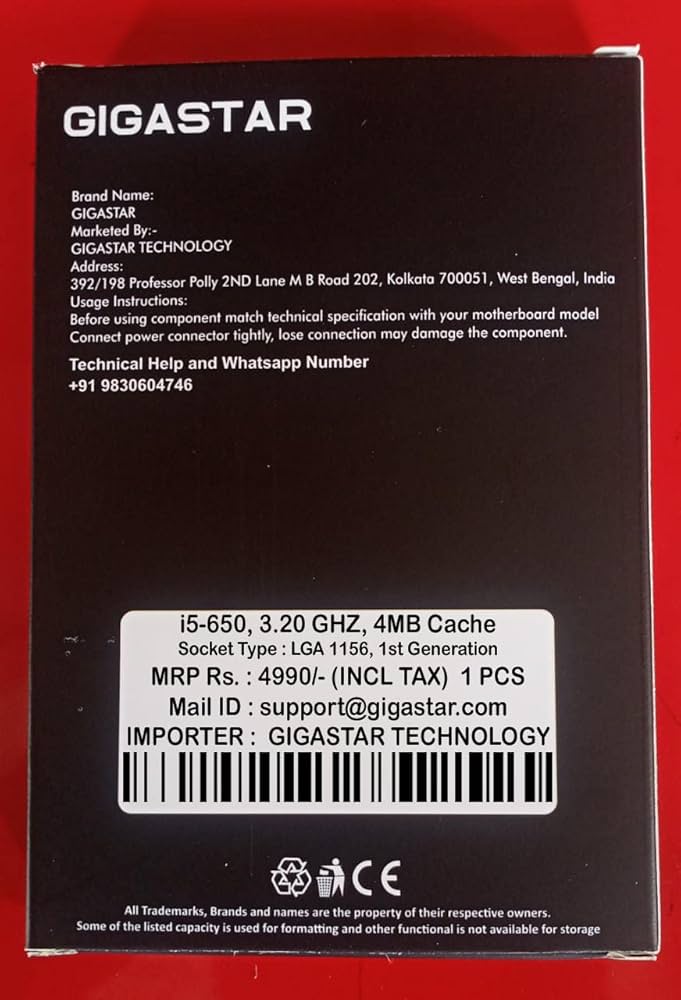 GIGASTAR
Brand Name:
GIGASTAR
Marketed By:-
GIGASTAR TECHNOLOGY
Address:
392/198 Professor Polly 2ND Lane M B Road 202, Kolkata 700051, West Bengal, India
Usage Instructions:
Before using component match technical specification with your motherboard model
Connect power connector tightly, lose connection may damage the component.
Technical Help and Whatsapp Number
+91 9830604746
i5-650, 3.20 GHZ, 4MB Cache
Socket Type : LGA 1156, 1st Generation
MRP Rs. : 4990/- (INCL TAX) 1 PCS
Mail ID : support@gigastar.com
IMPORTER : GIGASTAR TECHNOLOGY
CE
All Trademarks, Brands and names are the property of their respective owners.
Some of the listed capacity is used for formatting and other functional is not available for storage